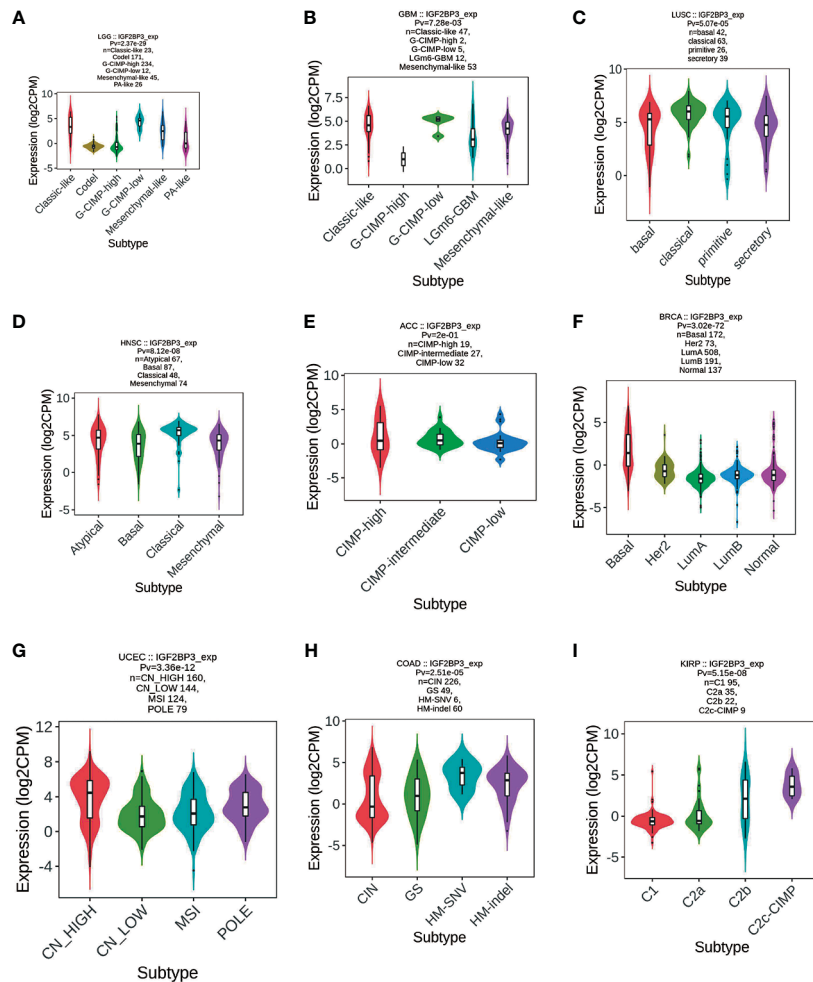 A
LGG :: IGF2BP3_exp
Pv=2.37e-29
n=Classic-like 23,
Codel 171,
G-CIMP-high 234,
G-CIMP-low 12,
Mesenchymal-like 45,
PA-like 26
Expression (log2CPM)
10
5
0
-5
Classic-like
Codel
G-CIMP-high
G-CIMP-low
Mesenchymal-like
PA-like
Subtype
B
GBM :: IGF2BP3_exp
Pv=7.28e-03
n=Classic-like 47,
G-CIMP-high 2,
G-CIMP-low 5,
LGm6-GBM 12,
Mesenchymal-like 53
Expression (log2CPM)
7.5
5.0
2.5
0.0
Classic-like
G-CIMP-high
G-CIMP-low
LGm6-GBM
Mesenchymal-like
Subtype
C
LUSC :: IGF2BP3_exp
Pv=5.07e-05
n=basal 42,
classical 63,
primitive 26,
secretory 39
Expression (log2CPM)
10
5
0
basal
classical
primitive
secretory
Subtype
D
HNSC :: IGF2BP3_exp
Pv=8.12e-08
n=Atypical 67,
Basal 87,
Classical 48,
Mesenchymal 74
Expression (log2CPM)
10
5
0
-5
Atypical
Basal
Classical
Mesenchymal
Subtype
E
ACC :: IGF2BP3_exp
Pv=2e-01
n=CIMP-high 19,
CIMP-intermediate 27,
CIMP-low 32
Expression (log2CPM)
10
5
0
-5
CIMP-high
CIMP-intermediate
CIMP-low
Subtype
F
BRCA :: IGF2BP3_exp
Pv=3.02e-72
n=Basal 172,
Her2 73,
LumA 508,
LumB 191,
Normal 137
Expression (log2CPM)
5
0
-5
Basal
Her2
LumA
LumB
Normal
Subtype
G
UCEC :: IGF2BP3_exp
Pv=3.36e-12
n=CN_HIGH 160,
CN_LOW 144,
MSI 124,
POLE 79
Expression (log2CPM)
12
8
4
0
-4
CN_HIGH
CN_LOW
MSI
POLE
Subtype
H
COAD :: IGF2BP3_exp
Pv=2.51e-05
n=CIN 226,
GS 49,
HM-SNV 6,
HM-indel 60
Expression (log2CPM)
10
5
0
-5
CIN
GS
HM-SNV
HM-indel
Subtype
I
KIRP :: IGF2BP3_exp
Pv=5.15e-08
n=C1 95,
C2a 35,
C2b 22,
C2c-CIMP 9
Expression (log2CPM)
5
0
-5
C1
C2a
C2b
C2c-CIMP
Subtype